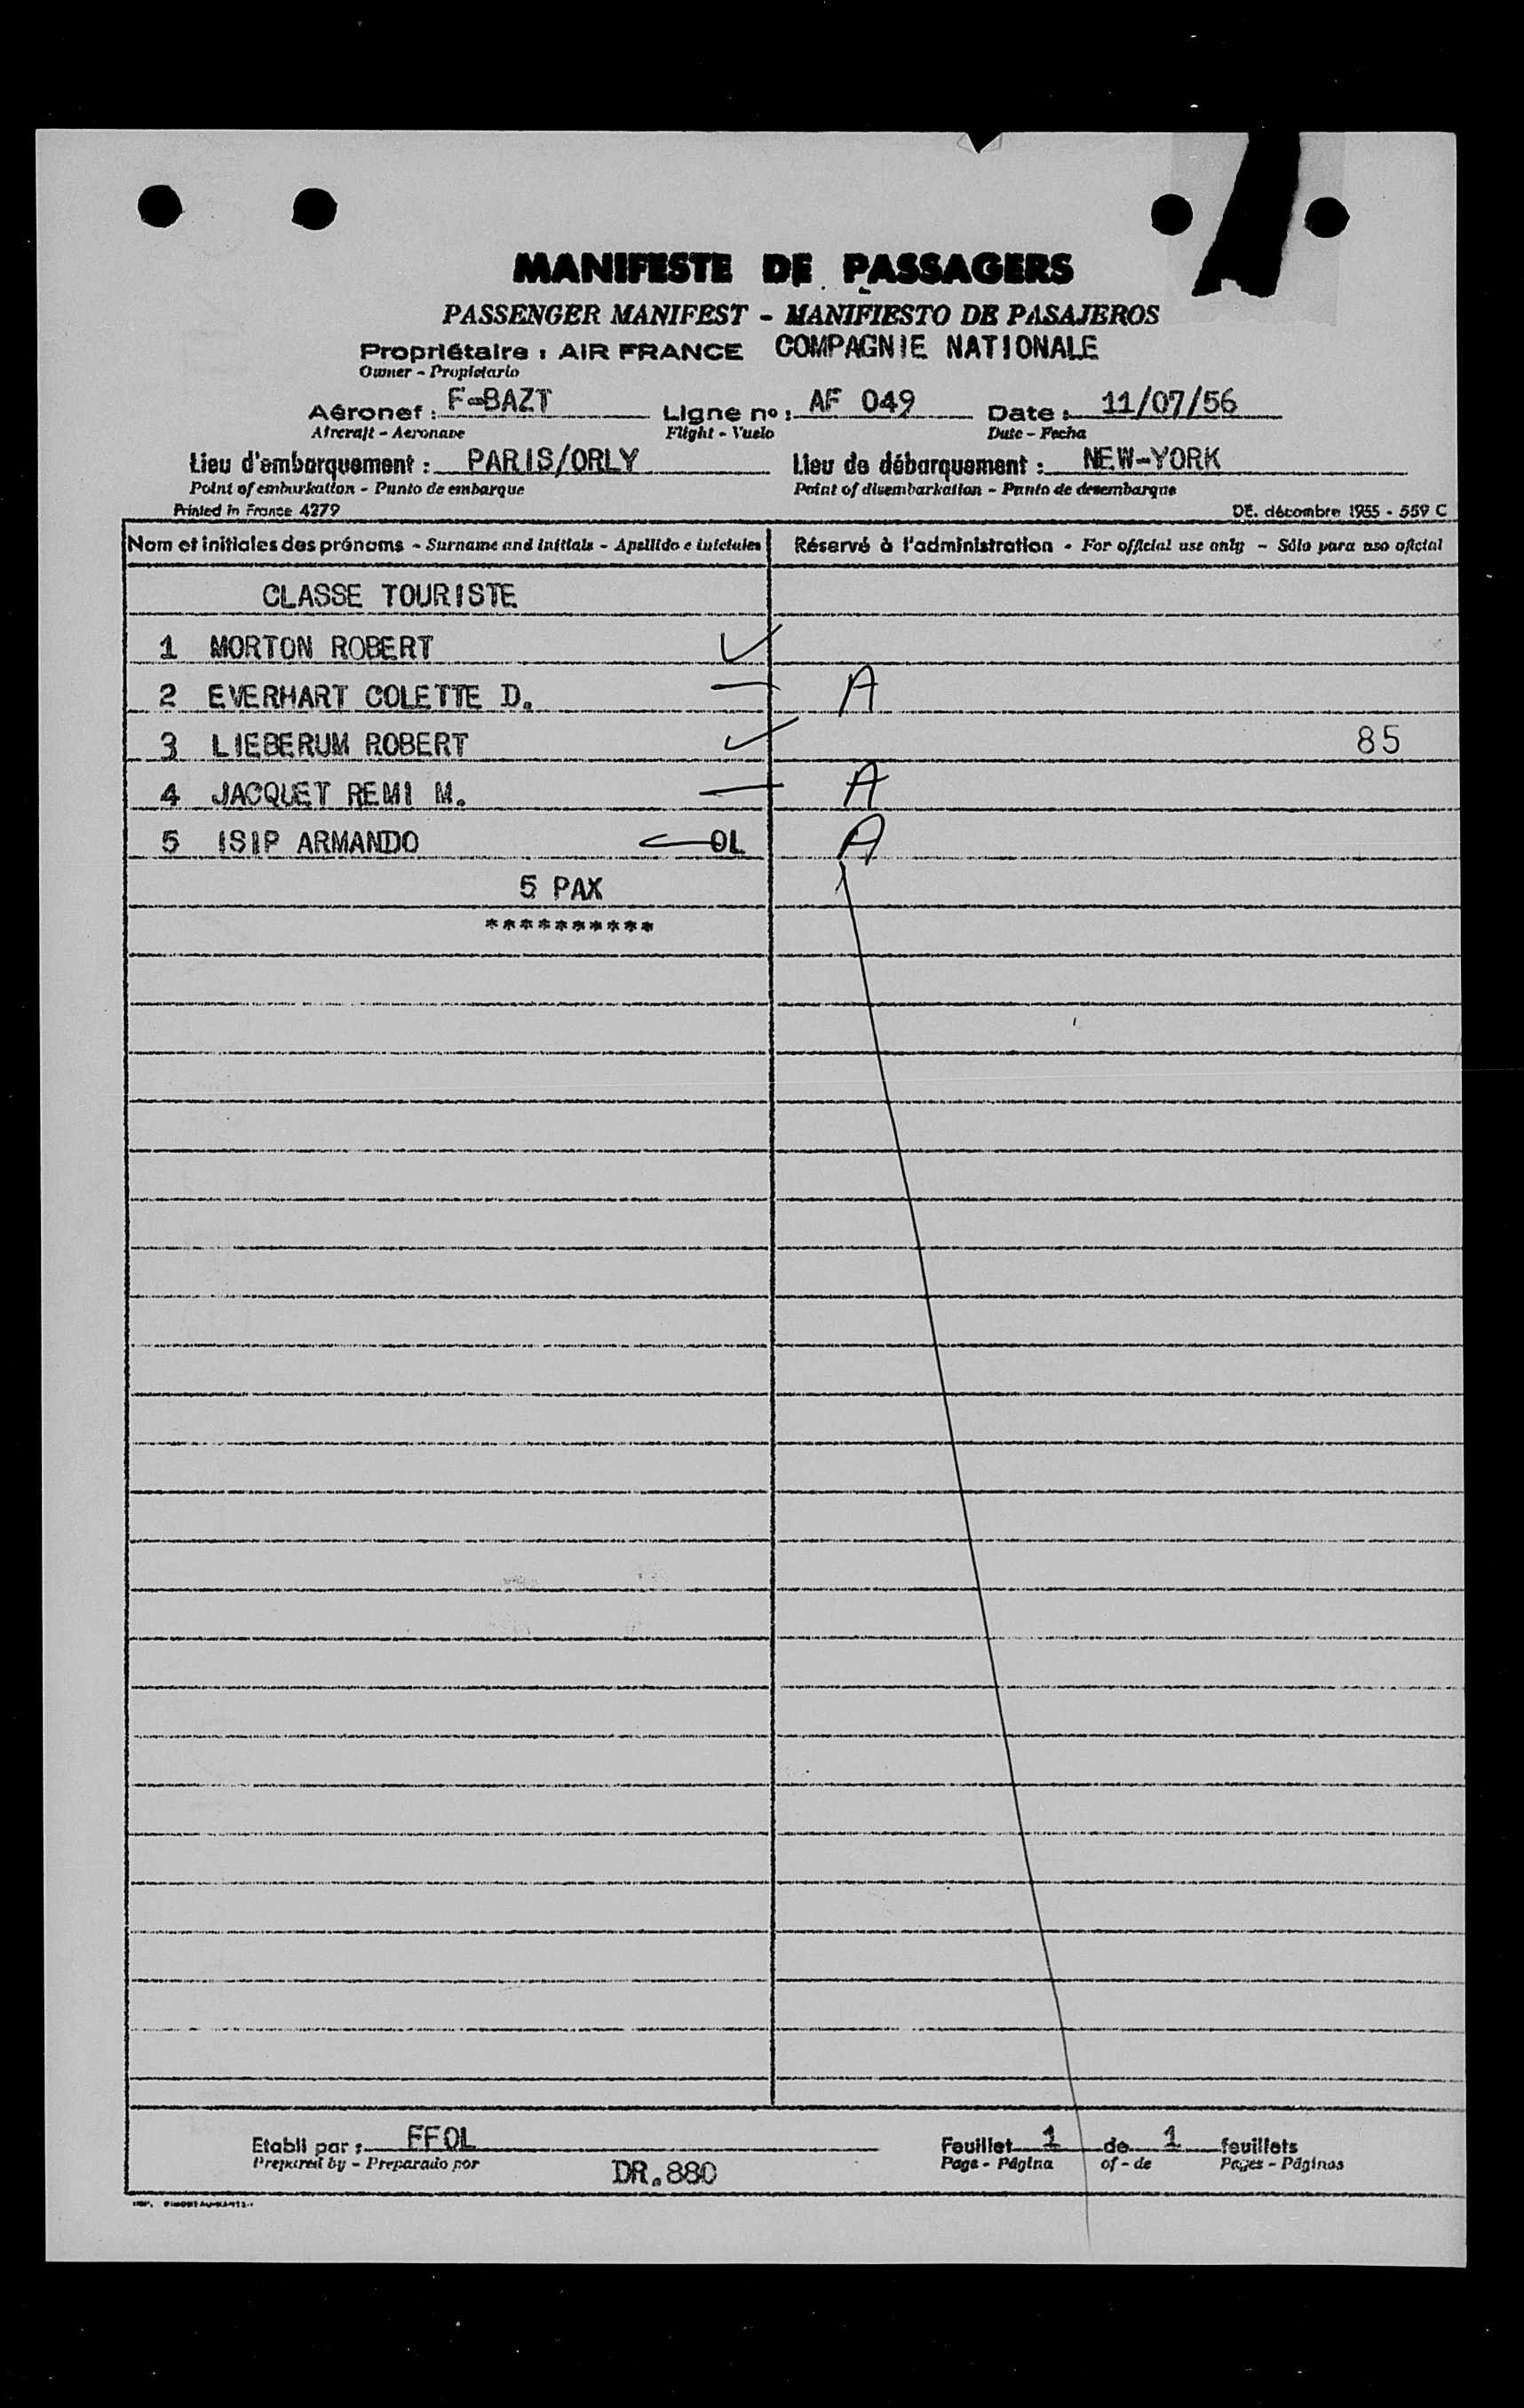 MANIFESTE DE PASSAGERS
PASSENGER MANIFEST - MANIFIESTO DE PASAJEROS
Propriétaire : AIR FRANCE COMPAGNIE NATIONALE
Owner - Propietario
Aéronef : F-BAZT Ligne nº : AF 049 Date : 11/07/56
Aircraft - Aeronave Flight - Vuelo Date - Fecha
Lieu d'embarquement : PARIS/ORLY Lieu de débarquement : NEW-YORK
Point of embarkation - Punto de embarque Point of disembarkation - Punto de desembarque
Printed in France 4279 DE. décembre 1955 - 559 C
Nom et initiales des prénoms - Surname and initials - Apellido e iniciales Réservé à l'administration - For official use only - Sólo para uso oficial
CLASSE TOURISTE
1 MORTON ROBERT
2 EVERHART COLETTE D. A
3 LIEBERUM ROBERT 85
4 JACQUET REMI M. A
5 ISIP ARMANDO OL A
5 PAX
**********
Etabli par : FFOL Feuillet 1 de 1 feuillets
Prepared by - Preparado por Page - Página of - de Pages - Páginas
DR.880